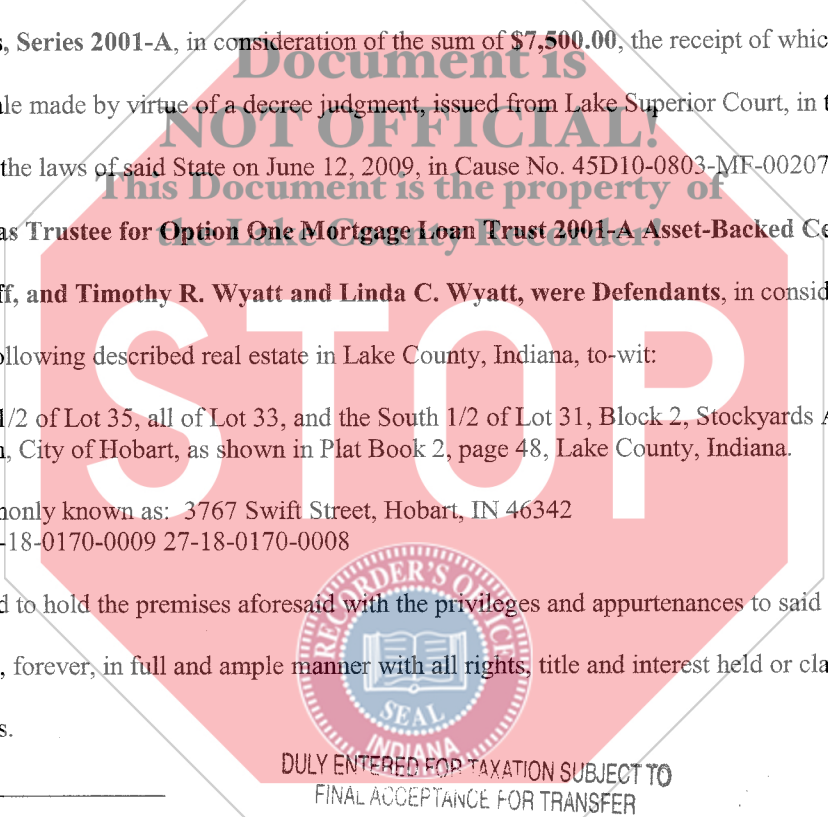 s, Series 2001-A, in consideration of the sum of $7,500.00, the receipt of whic
Document is
ale made by virtue of a decree judgment, issued from Lake Superior Court, in t
NOT OFFICIAL!
the laws of said State on June 12, 2009, in Cause No. 45D10-0803-MF-00207
This Document is the property of
as Trustee for Option One Mortgage Loan Trust 2001-A Asset-Backed Ce
the Lake County Recorder!
ff, and Timothy R. Wyatt and Linda C. Wyatt, were Defendants, in consid
STOP
ollowing described real estate in Lake County, Indiana, to-wit:
1/2 of Lot 35, all of Lot 33, and the South 1/2 of Lot 31, Block 2, Stockyards A
n, City of Hobart, as shown in Plat Book 2, page 48, Lake County, Indiana.
monly known as: 3767 Swift Street, Hobart, IN 46342
-18-0170-0009 27-18-0170-0008
d to hold the premises aforesaid with the privileges and appurtenances to said
, forever, in full and ample manner with all rights, title and interest held or cla
s.
RECORDER'S OFFICE
SEAL
INDIANA
DULY ENTERED FOR TAXATION SUBJECT TO
FINAL ACCEPTANCE FOR TRANSFER